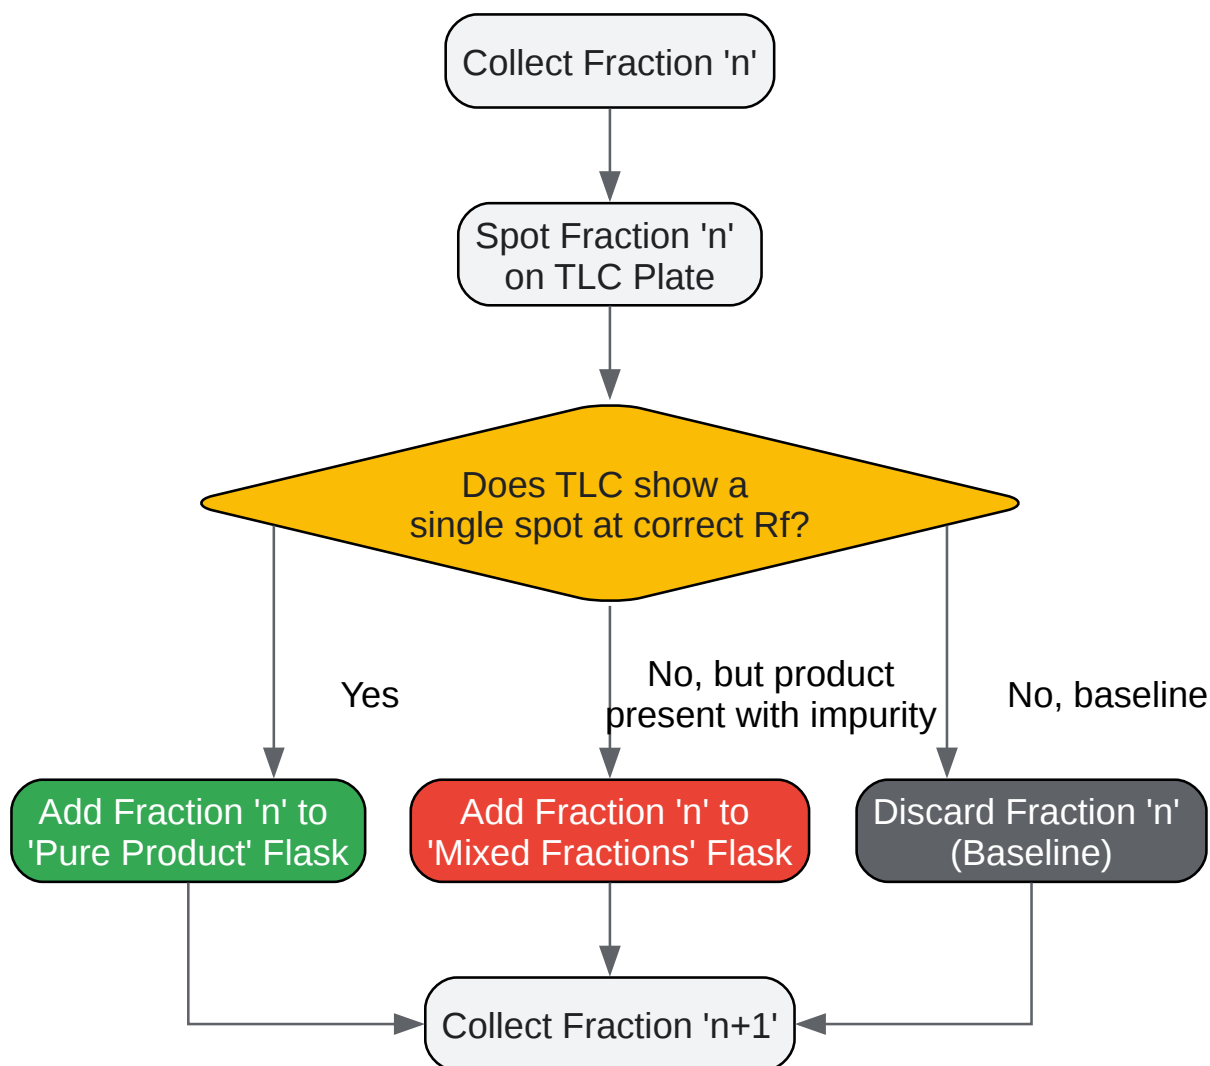 Collect Fraction 'n'
Spot Fraction 'n'
on TLC Plate
Does TLC show a
single spot at correct Rf?
Yes
No, but product
present with impurity
No, baseline
Add Fraction 'n' to
'Pure Product' Flask
Add Fraction 'n' to
'Mixed Fractions' Flask
Discard Fraction 'n'
(Baseline)
Collect Fraction 'n+1'